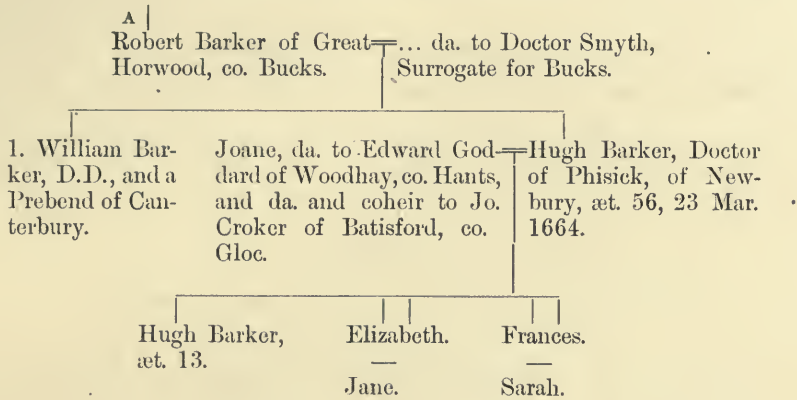 A
Robert Barker of Great=... da. to Doctor Smyth,
Horwood, co. Bucks. Surrogate for Bucks.
1. William Bar-
ker, D.D., and a
Prebend of Can-
terbury.
Joane, da. to Edward God-
dard of Woodhay, co. Hants,
and da. and coheir to Jo.
Croker of Batisford, co.
Gloc.
=Hugh Barker, Doctor
of Phisick, of New-
bury, æt. 56, 23 Mar.
1664.
Hugh Barker,
æt. 13.
Elizabeth.
—
Jane.
Frances.
—
Sarah.